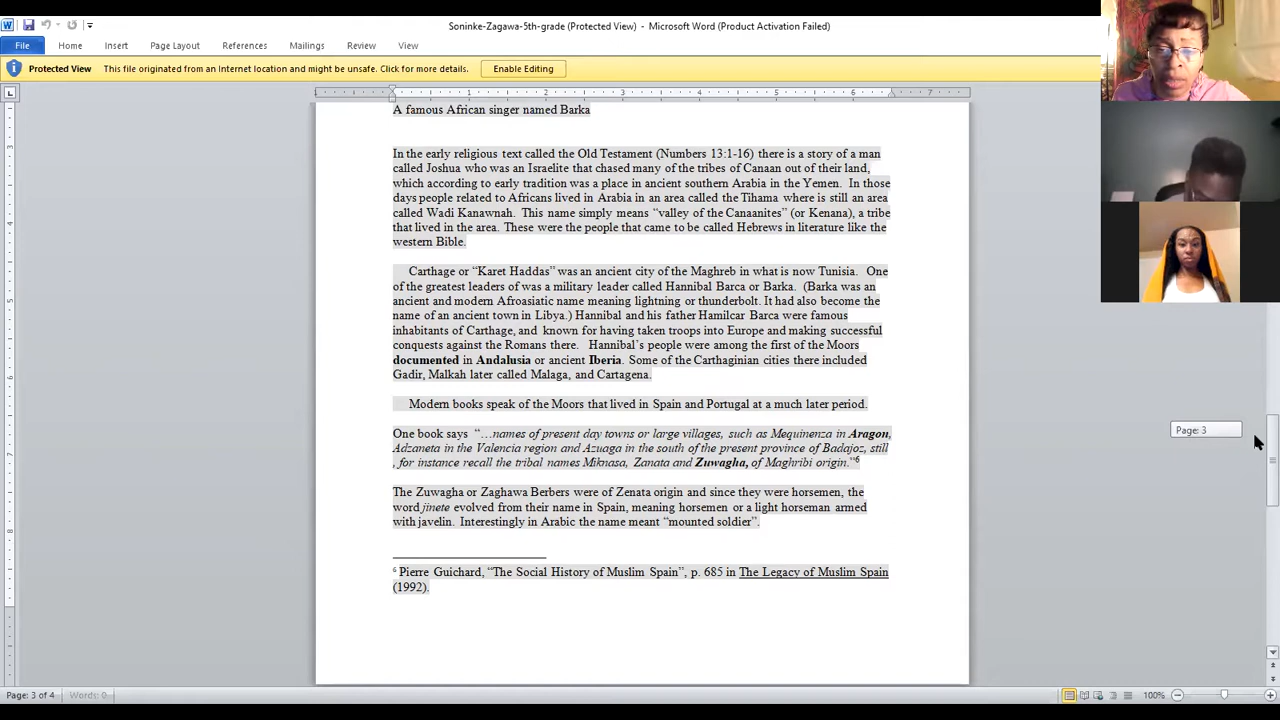 Soninke-Zagawa-5th-grade (Protected View) - Microsoft Word (Product Activation Failed)
File Home Insert Page Layout References Mailings Review View
Protected View This file originated from an Internet location and might be unsafe. Click for more details. Enable Editing
A famous African singer named Barka
In the early religious text called the Old Testament (Numbers 13:1-16) there is a story of a man
called Joshua who was an Israelite that chased many of the tribes of Canaan out of their land,
which according to early tradition was a place in ancient southern Arabia in the Yemen. In those
days people related to Africans lived in Arabia in an area called the Tihama where is still an area
called Wadi Kanawnah. This name simply means “valley of the Canaanites” (or Kenana), a tribe
that lived in the area. These were the people that came to be called Hebrews in literature like the
western Bible.
Carthage or “Karet Haddas” was an ancient city of the Maghreb in what is now Tunisia. One
of the greatest leaders of was a military leader called Hannibal Barca or Barka. (Barka was an
ancient and modern Afroasiatic name meaning lightning or thunderbolt. It had also become the
name of an ancient town in Libya.) Hannibal and his father Hamilcar Barca were famous
inhabitants of Carthage, and known for having taken troops into Europe and making successful
conquests against the Romans there. Hannibal’s people were among the first of the Moors
documented in Andalusia or ancient Iberia. Some of the Carthaginian cities there included
Gadir, Malkah later called Malaga, and Cartagena.
Modern books speak of the Moors that lived in Spain and Portugal at a much later period.
One book says “…names of present day towns or large villages, such as Mequinenza in Aragon,
Adzaneta in the Valencia region and Azuaga in the south of the present province of Badajoz, still
, for instance recall the tribal names Miknasa, Zanata and Zuwagha, of Maghribi origin.”6
The Zuwagha or Zaghawa Berbers were of Zenata origin and since they were horsemen, the
word jinete evolved from their name in Spain, meaning horsemen or a light horseman armed
with javelin. Interestingly in Arabic the name meant “mounted soldier”.
6 Pierre Guichard, “The Social History of Muslim Spain”, p. 685 in The Legacy of Muslim Spain
(1992).
Page: 3
Page: 3 of 4 Words: 0 100%